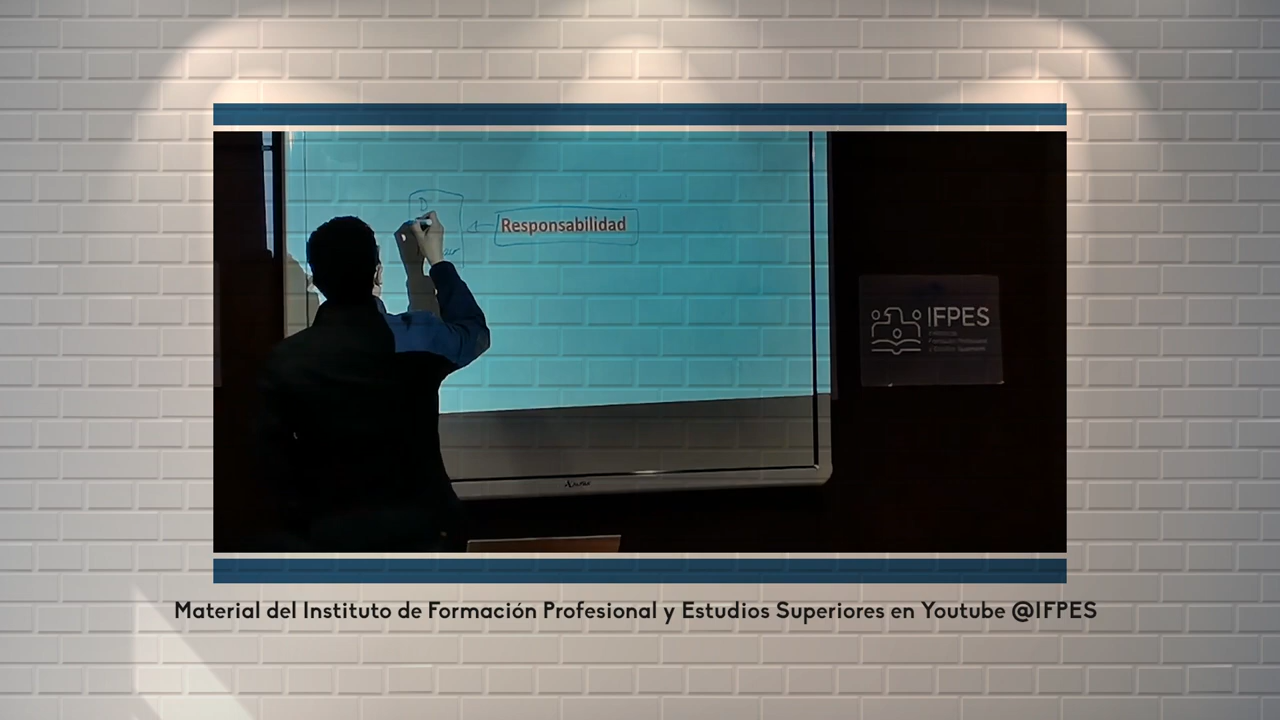 D
Responsabilidad
IFPES
Material del Instituto de Formación Profesional y Estudios Superiores en Youtube @IFPES